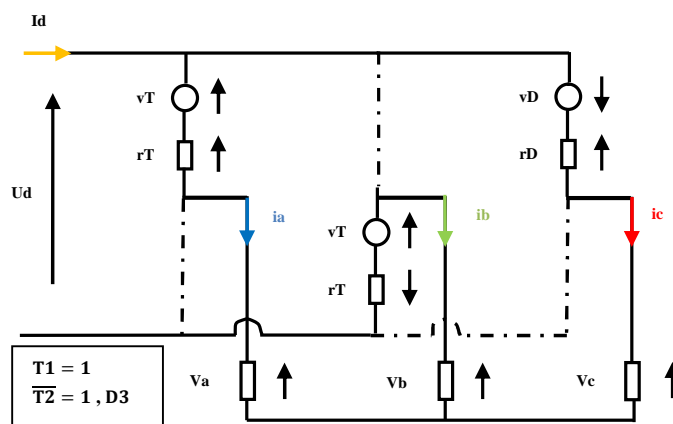 Id
vT
vD
rT
rD
Ud
ia
ib
ic
vT
rT
T1 = 1
T2̅ = 1 , D3
Va
Vb
Vc